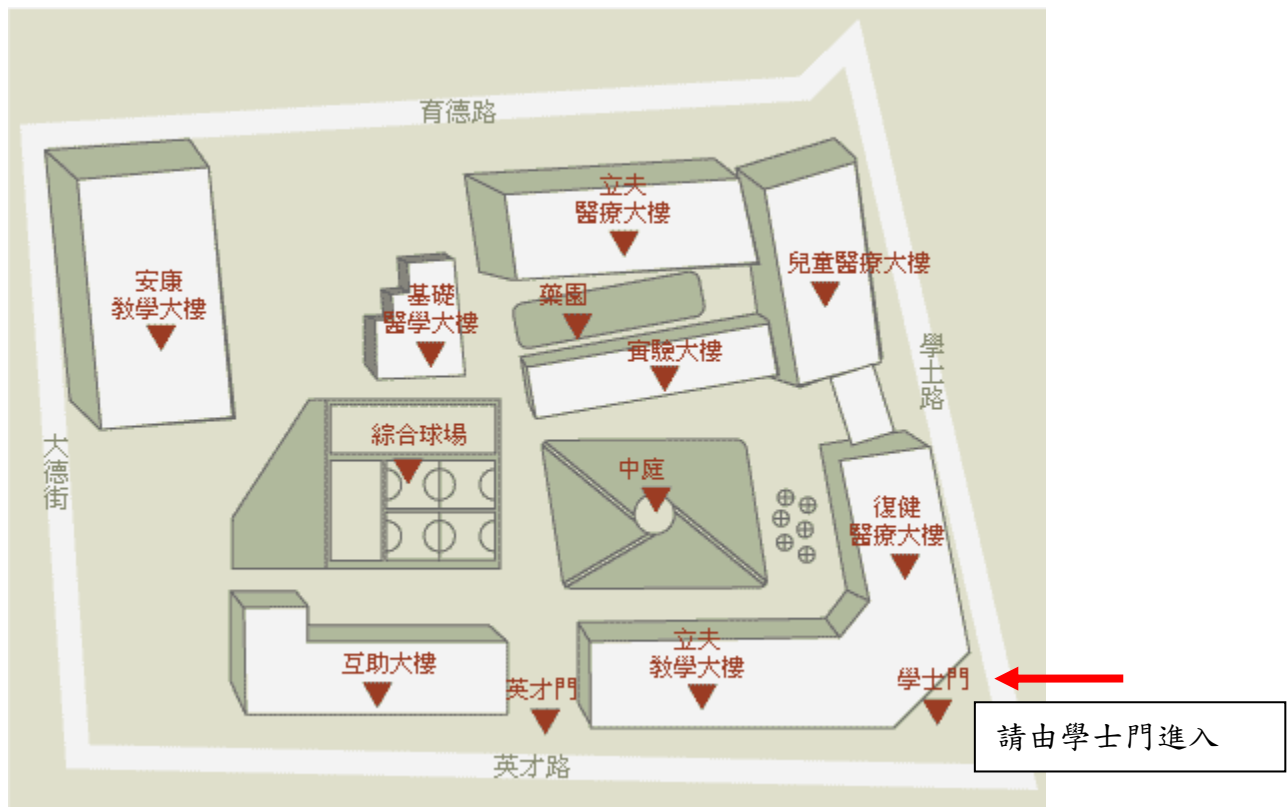 育德路
立夫
醫療大樓
兒童醫療大樓
安康
教學大樓
基礎
醫學大樓
藥園
實驗大樓
學士路
大德街
綜合球場
中庭
復健
醫療大樓
互助大樓
立夫
教學大樓
英才門
學士門
英才路
請由學士門進入